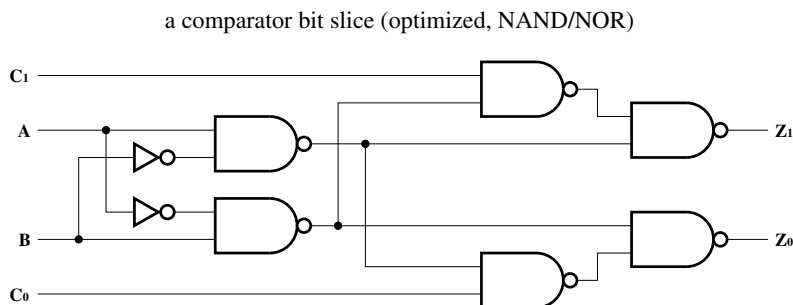 a comparator bit slice (optimized, NAND/NOR)
C1
A
Z1
B
Z0
C0